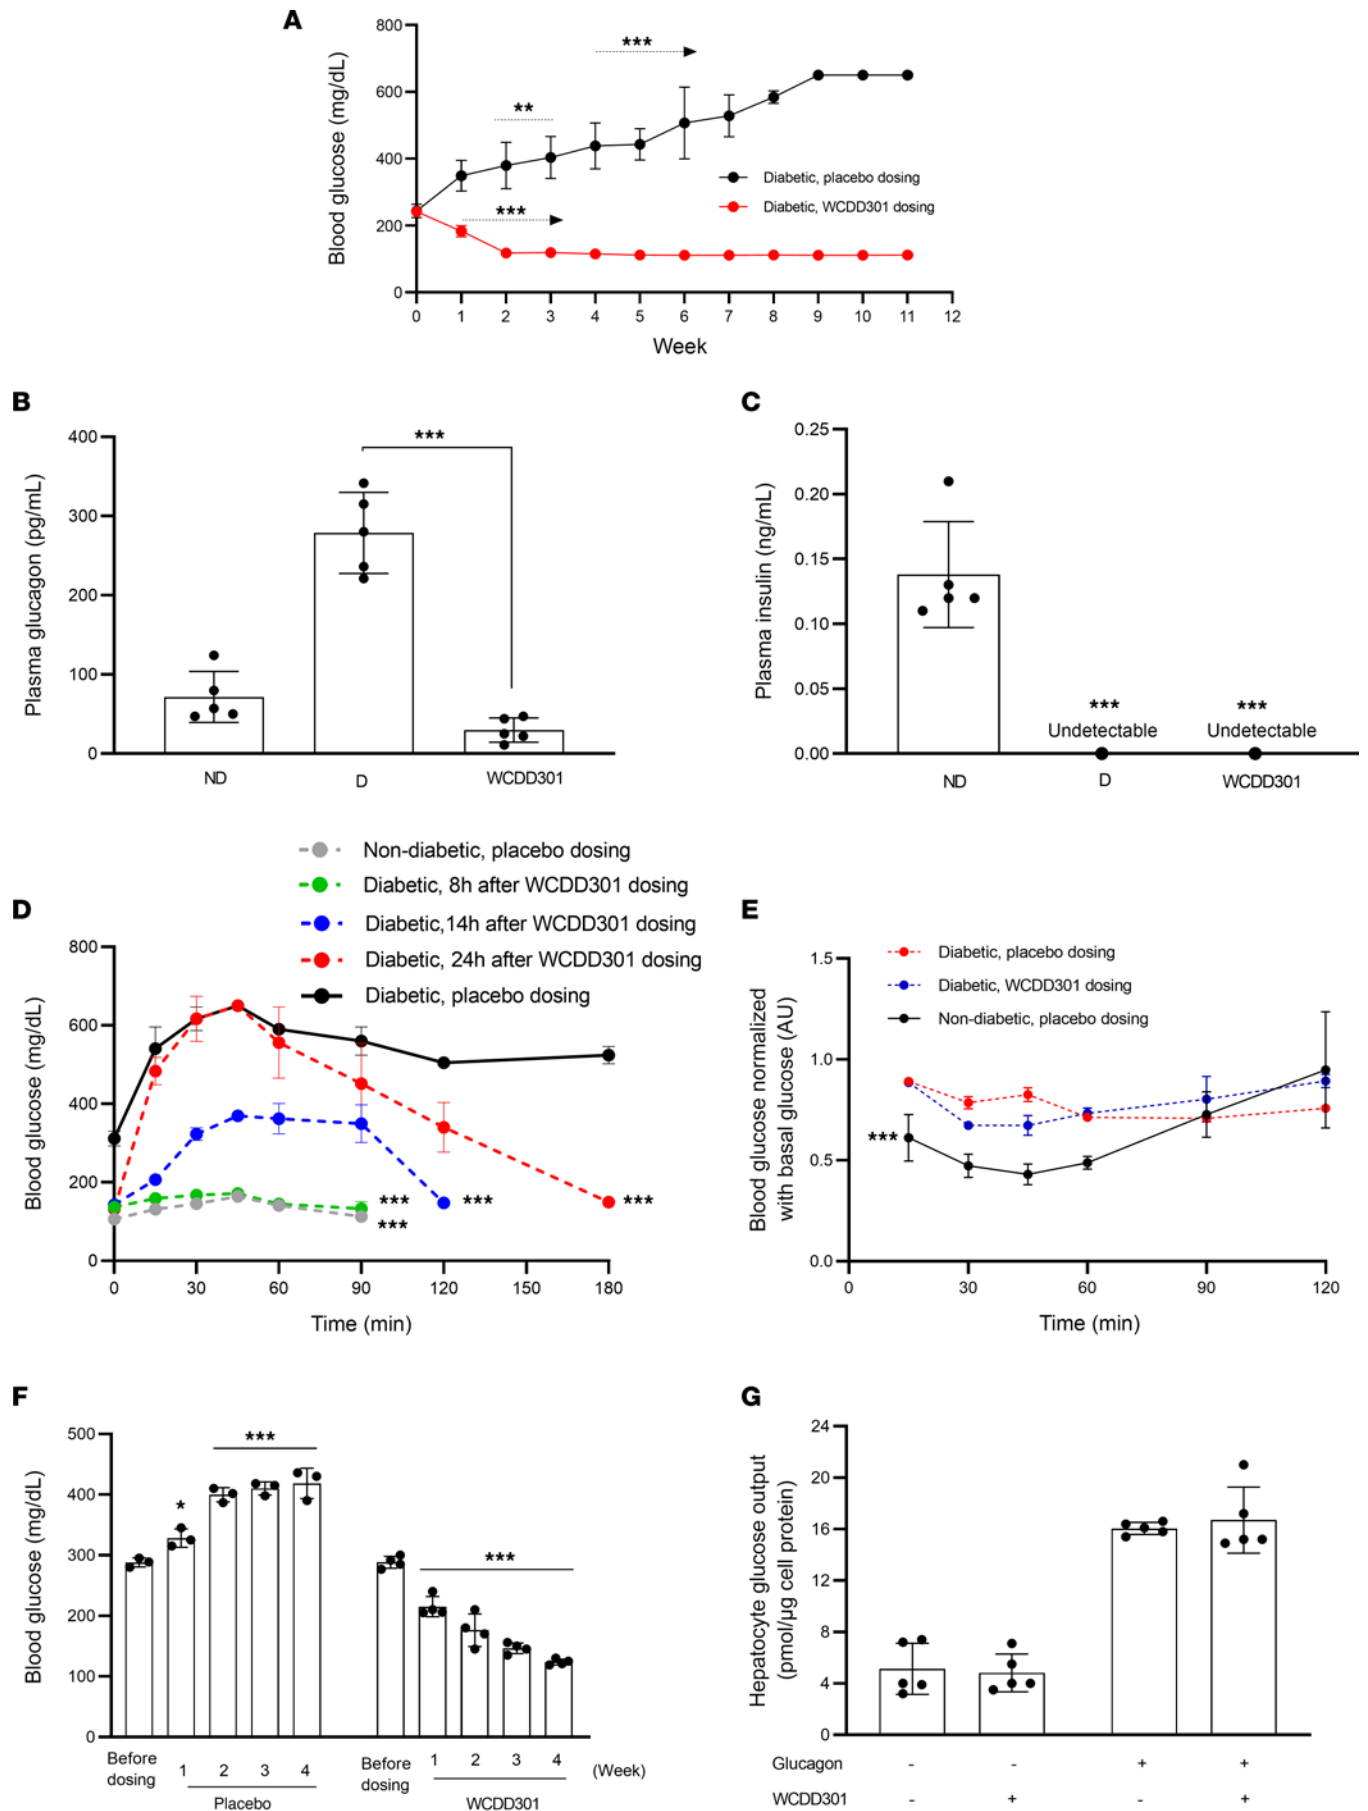 A
800
600
400
200
0
Blood glucose (mg/dL)
***
**
***
Diabetic, placebo dosing
Diabetic, WCDD301 dosing
0 1 2 3 4 5 6 7 8 9 10 11 12
Week
B
400
300
200
100
0
Plasma glucagon (pg/mL)
***
ND D WCDD301
C
0.25
0.20
0.15
0.10
0.05
0.00
Plasma insulin (ng/mL)
*** ***
Undetectable Undetectable
ND D WCDD301
D
Non-diabetic, placebo dosing
Diabetic, 8h after WCDD301 dosing
Diabetic,14h after WCDD301 dosing
Diabetic, 24h after WCDD301 dosing
Diabetic, placebo dosing
800
600
400
200
0
Blood glucose (mg/dL)
***
***
***
***
0 30 60 90 120 150 180
Time (min)
E
Diabetic, placebo dosing
Diabetic, WCDD301 dosing
Non-diabetic, placebo dosing
1.5
1.0
0.5
0.0
Blood glucose normalized
with basal glucose (AU)
***
0 30 60 90 120
Time (min)
F
500
400
300
200
100
0
Blood glucose (mg/dL)
*
***
***
Before
dosing
1 2 3 4
Placebo
Before
dosing
1 2 3 4 (Week)
WCDD301
G
24
20
16
12
8
4
0
Hepatocyte glucose output
(pmol/µg cell protein)
Glucagon - - + +
WCDD301 - + - +